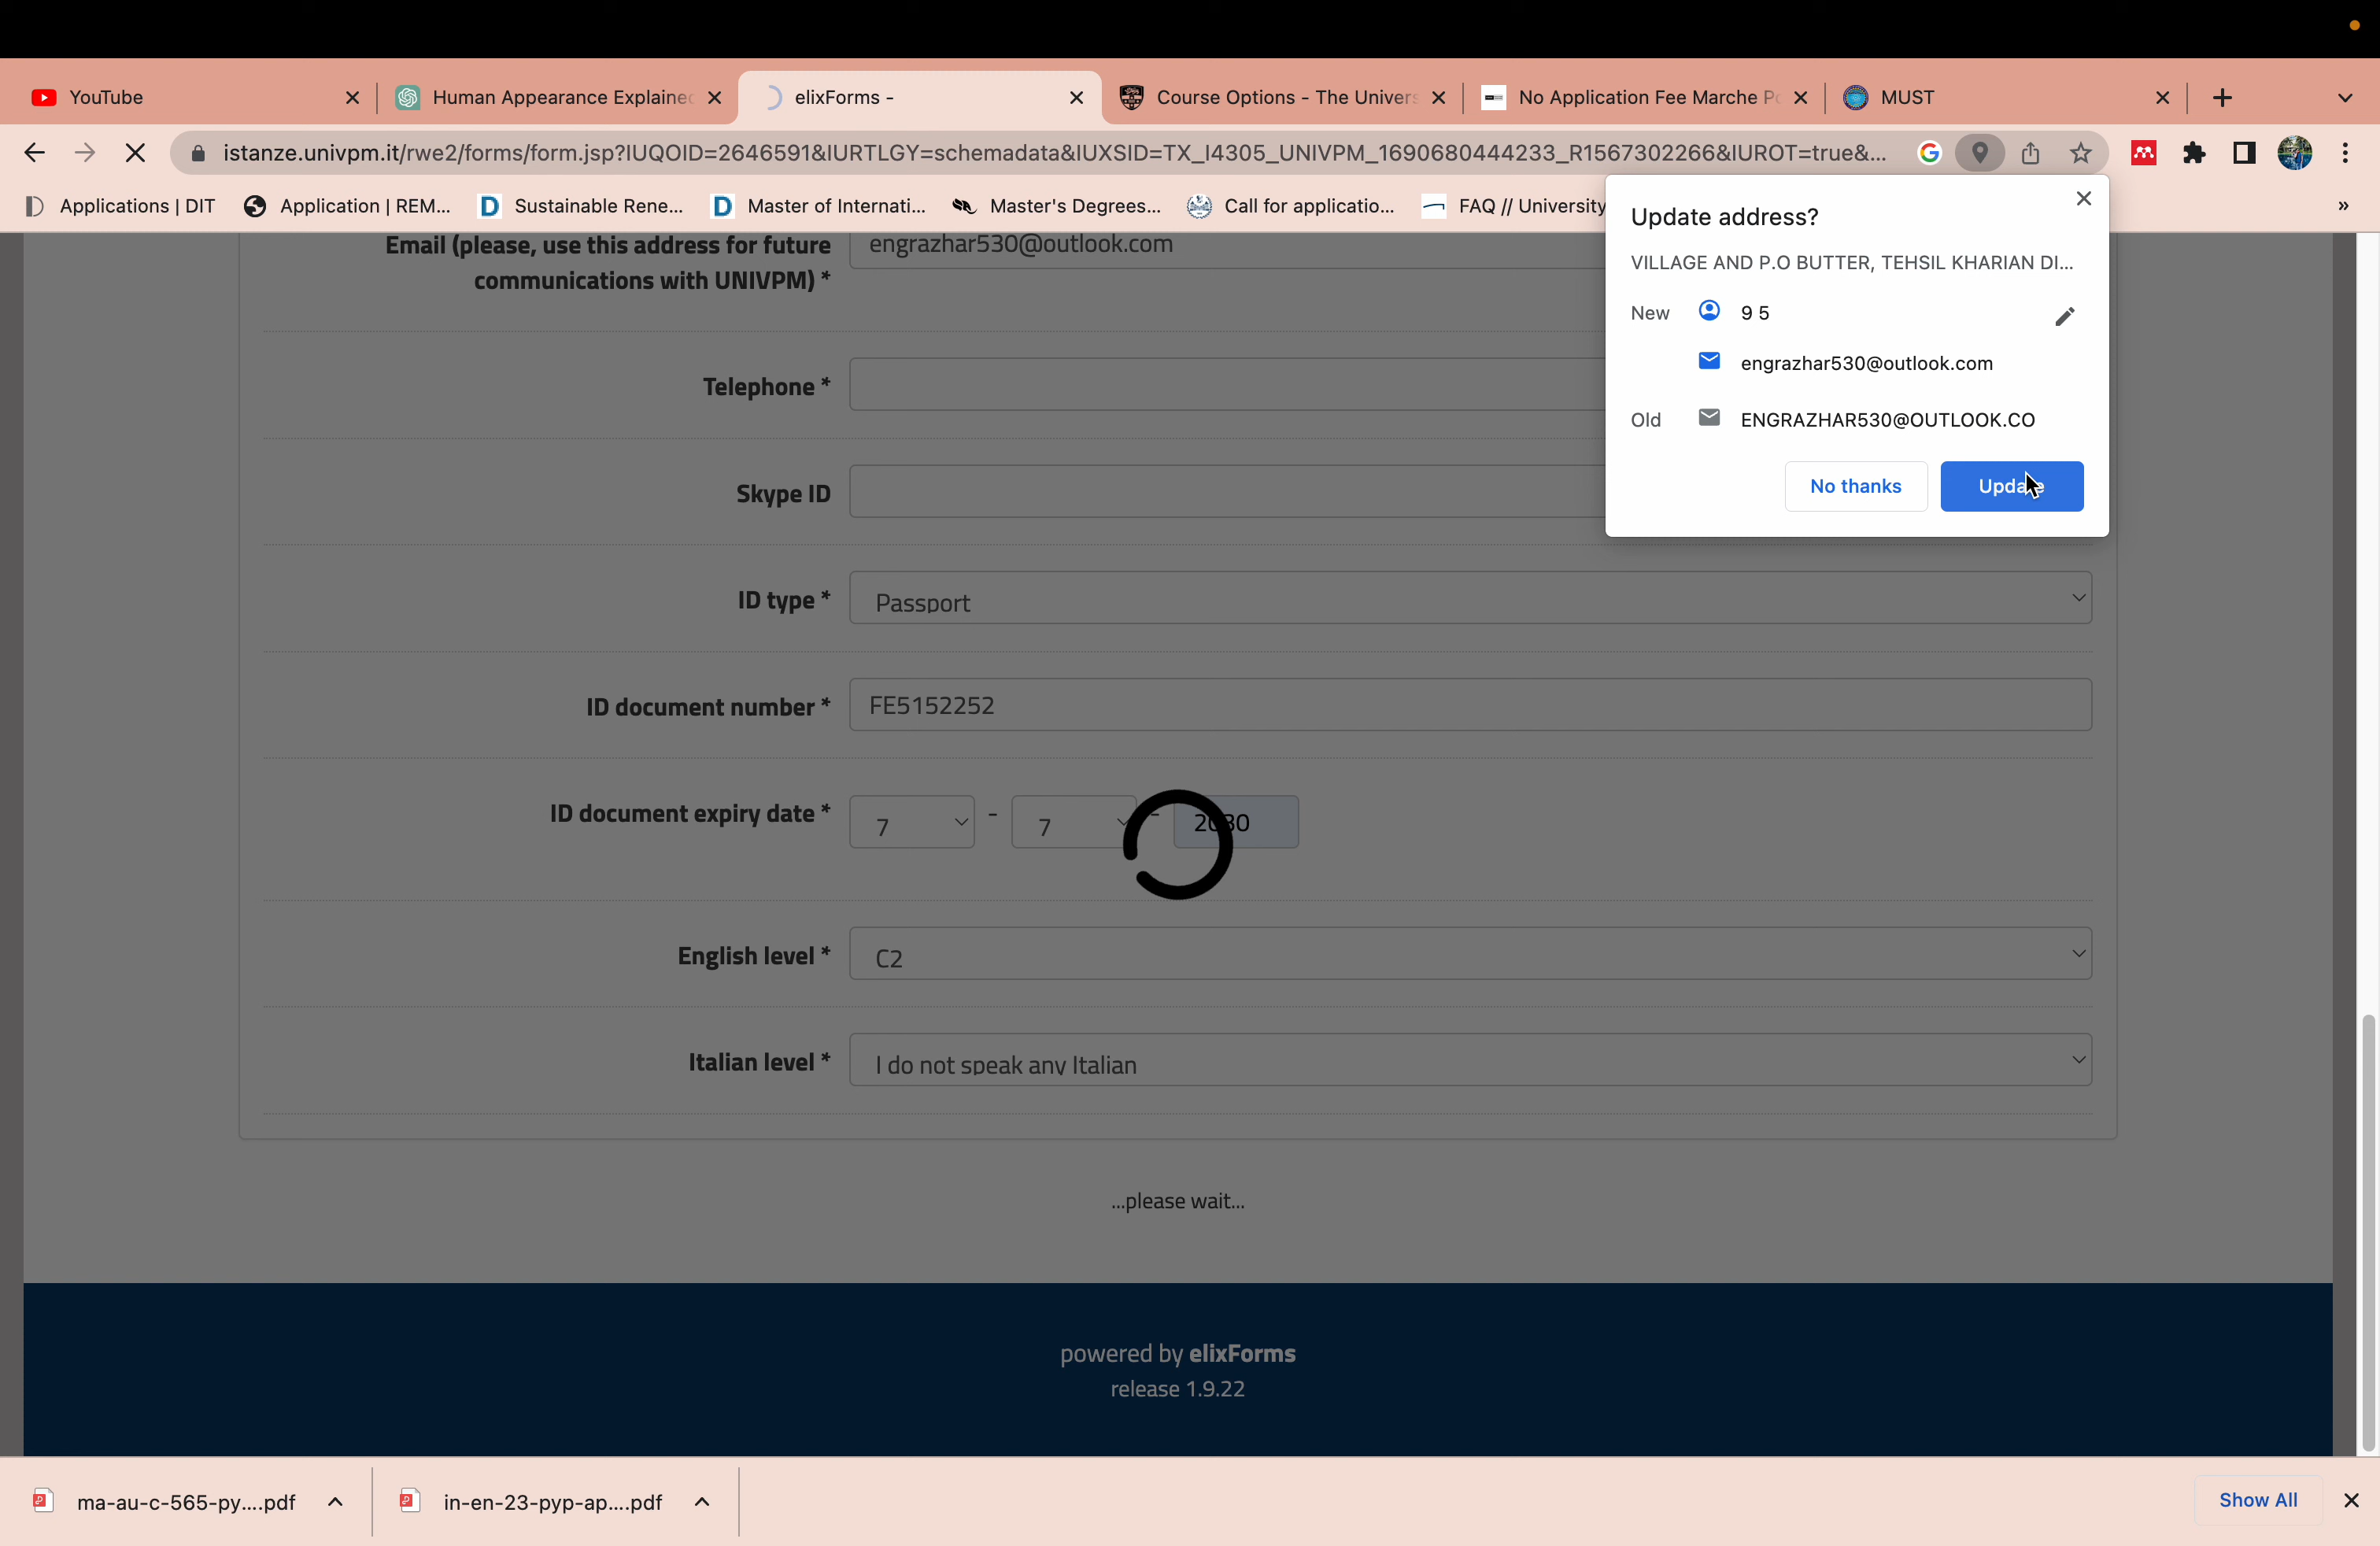 YouTube
Human Appearance Explained
elixForms -
Course Options - The Univers
No Application Fee Marche Po
MUST
istanze.univpm.it/rwe2/forms/form.jsp?IUQOID=2646591&IURTLGY=schemadata&IUXSID=TX_I4305_UNIVPM_1690680444233_R1567302266&IUROT=true&...
Applications | DIT
Application | REM...
Sustainable Rene...
Master of Internati...
Master's Degrees...
Call for applicatio...
FAQ // University
»
Update address?
VILLAGE AND P.O BUTTER, TEHSIL KHARIAN DI...
New
9 5
engrazhar530@outlook.com
Old
ENGRAZHAR530@OUTLOOK.CO
No thanks
Update
Email (please, use this address for future
communications with UNIVPM) *
engrazhar530@outlook.com
Telephone *
Skype ID
ID type *
Passport
ID document number *
FE5152252
ID document expiry date *
7 - 7 - 2030
English level *
C2
Italian level *
I do not speak any Italian
...please wait...
powered by elixForms
release 1.9.22
ma-au-c-565-py....pdf
in-en-23-pyp-ap....pdf
Show All